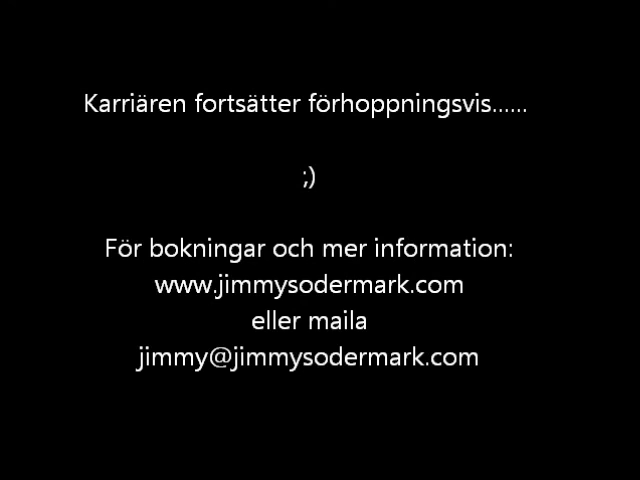 Karriären fortsätter förhoppningsvis......
;)
För bokningar och mer information:
www.jimmysodermark.com
eller maila
jimmy@jimmysodermark.com